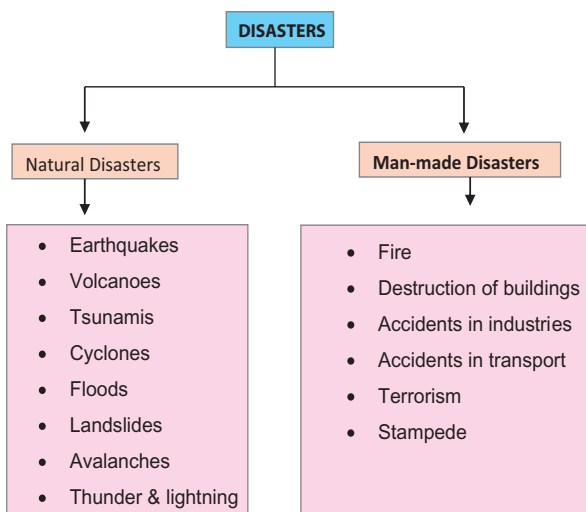 DISASTERS
Natural Disasters
Man-made Disasters
• Earthquakes
• Volcanoes
• Tsunamis
• Cyclones
• Floods
• Landslides
• Avalanches
• Thunder & lightning
• Fire
• Destruction of buildings
• Accidents in industries
• Accidents in transport
• Terrorism
• Stampede